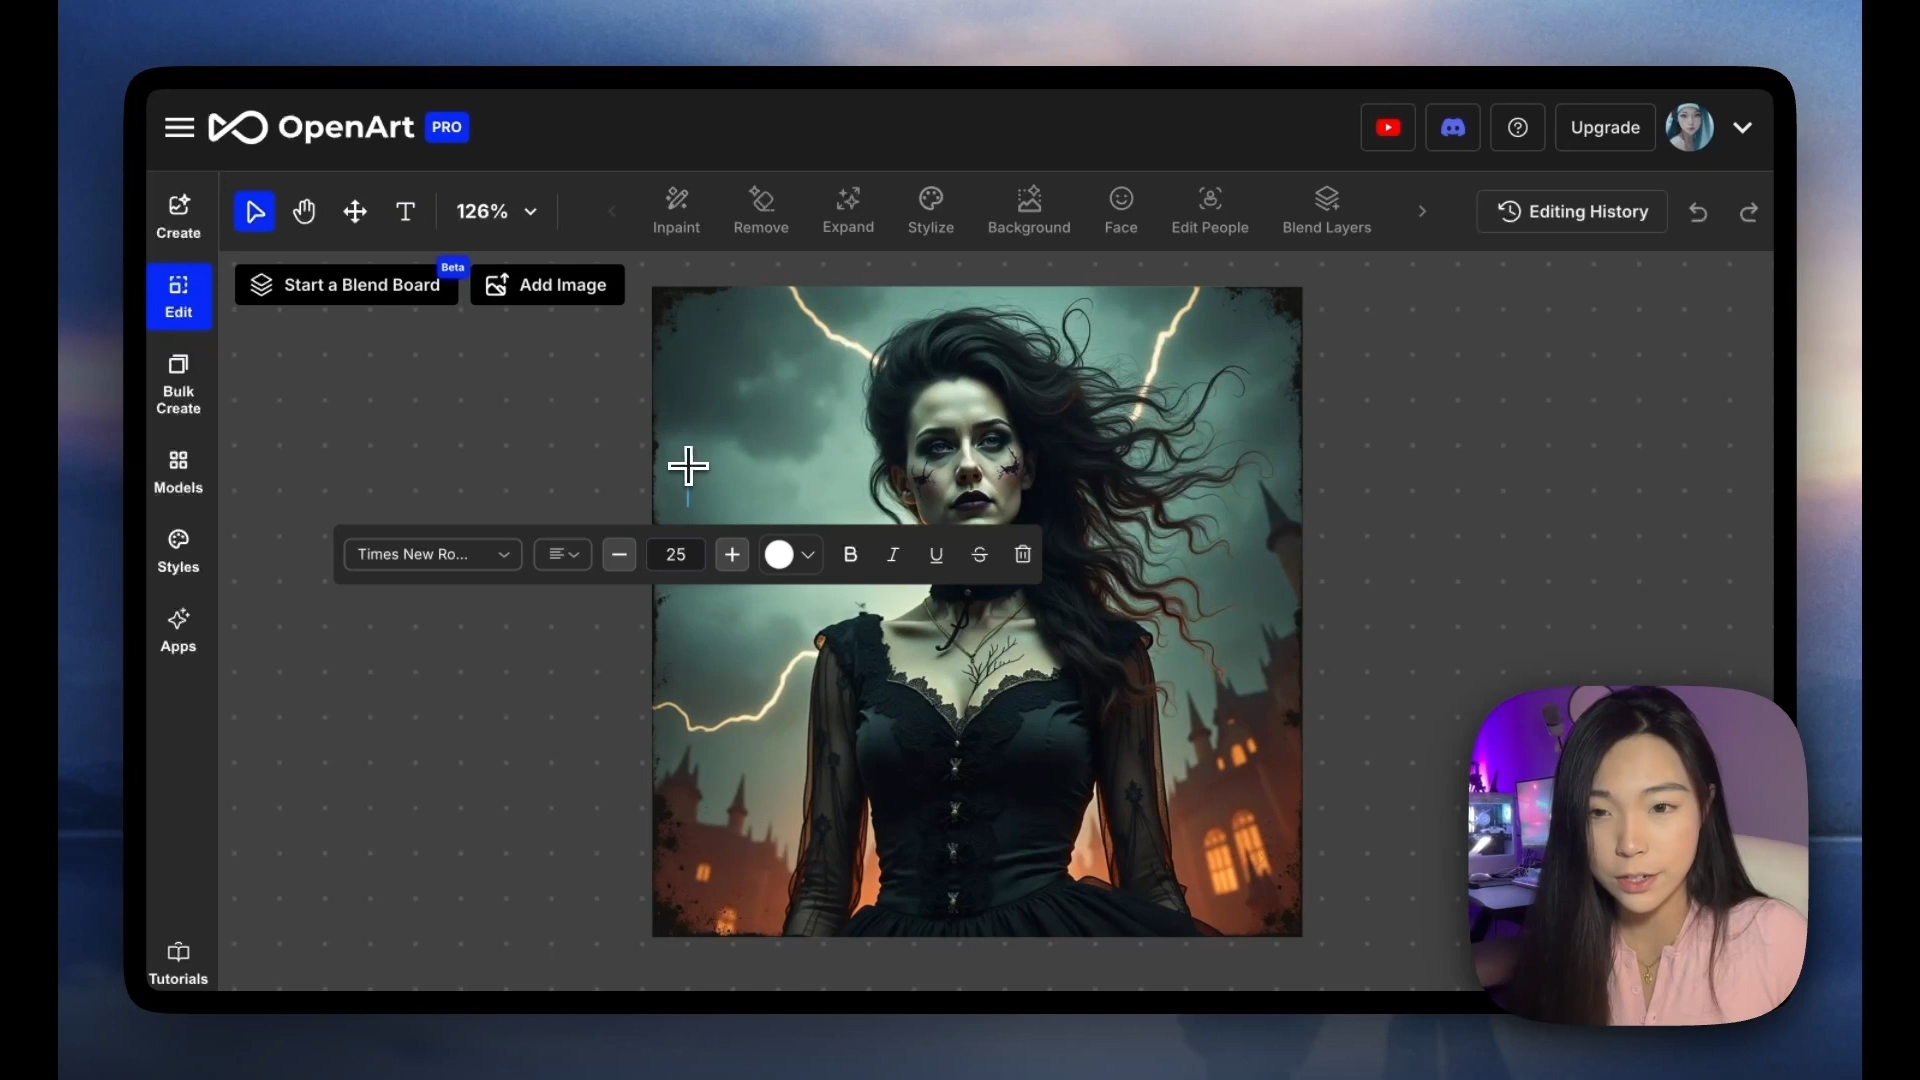 OpenArt PRO
Upgrade
Create
126%
Inpaint
Remove
Expand
Stylize
Background
Face
Edit People
Blend Layers
Editing History
Edit
Start a Blend Board
Beta
Add Image
Bulk
Create
Models
Styles
Apps
Tutorials
Times New Ro...
25
B
I
U
S